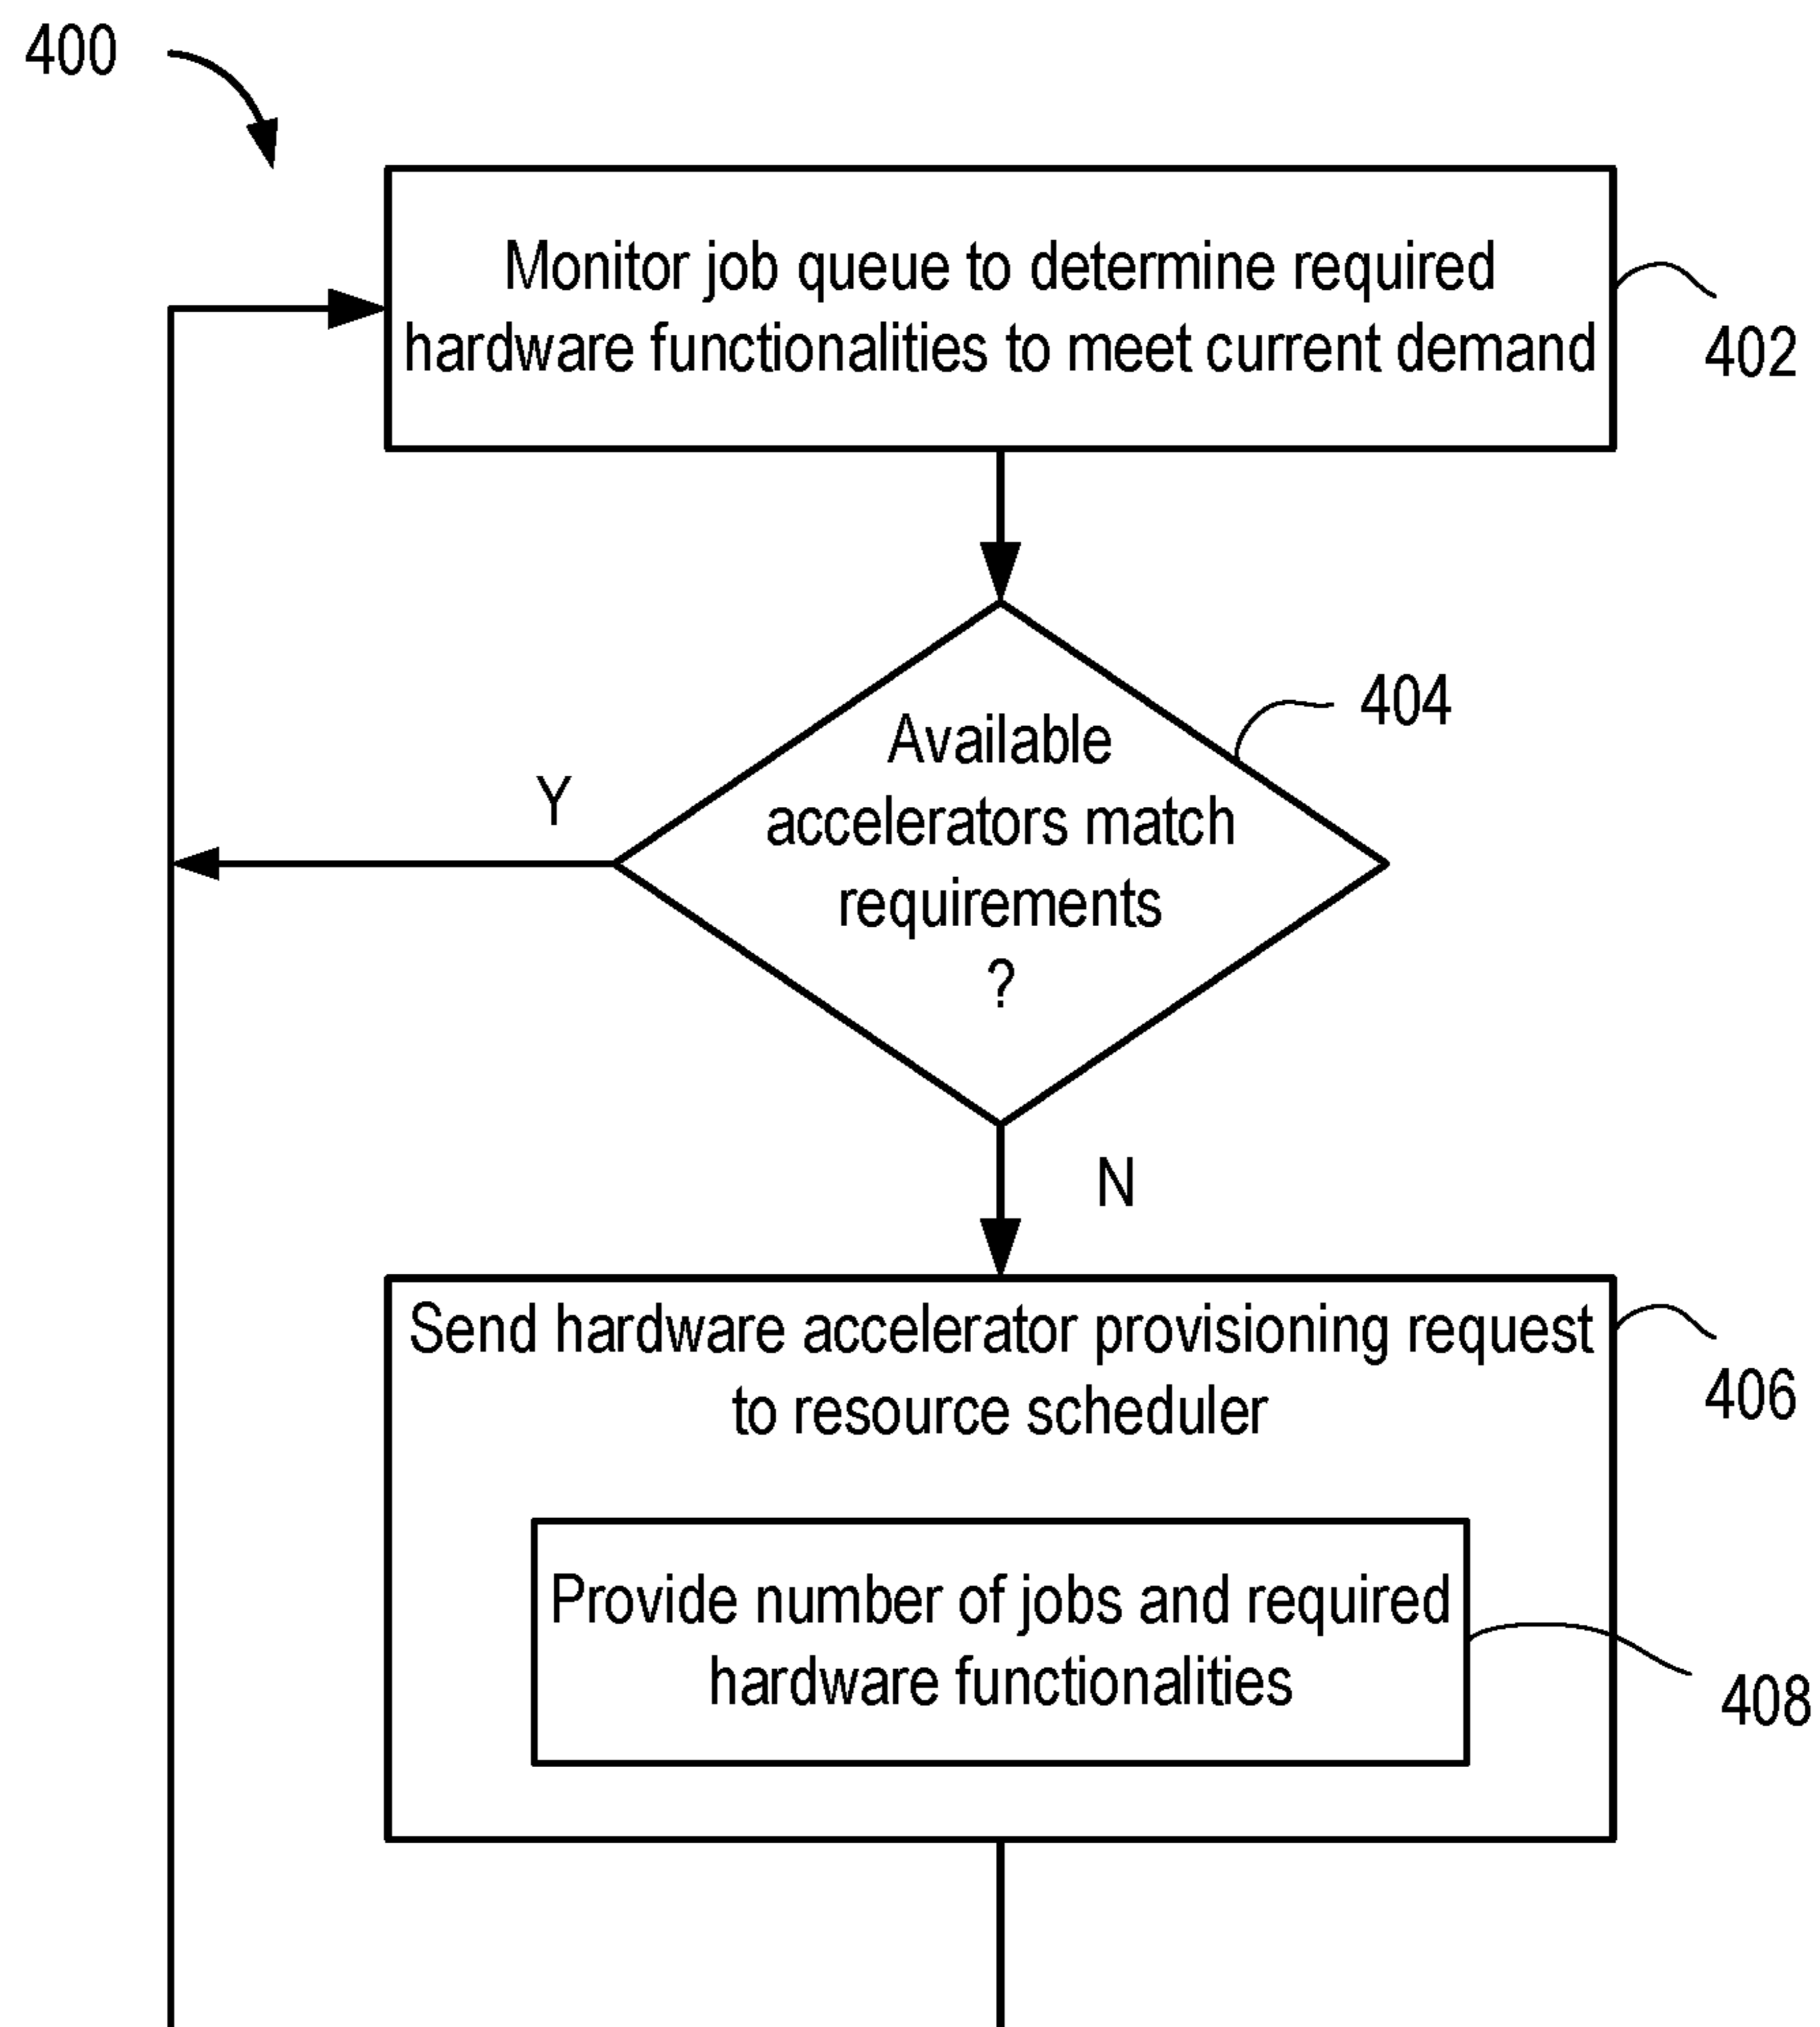 400
Monitor job queue to determine required
hardware functionalities to meet current demand
402
404
Available
accelerators match
requirements
?
Y
N
Send hardware accelerator provisioning request
to resource scheduler
406
Provide number of jobs and required
hardware functionalities
408